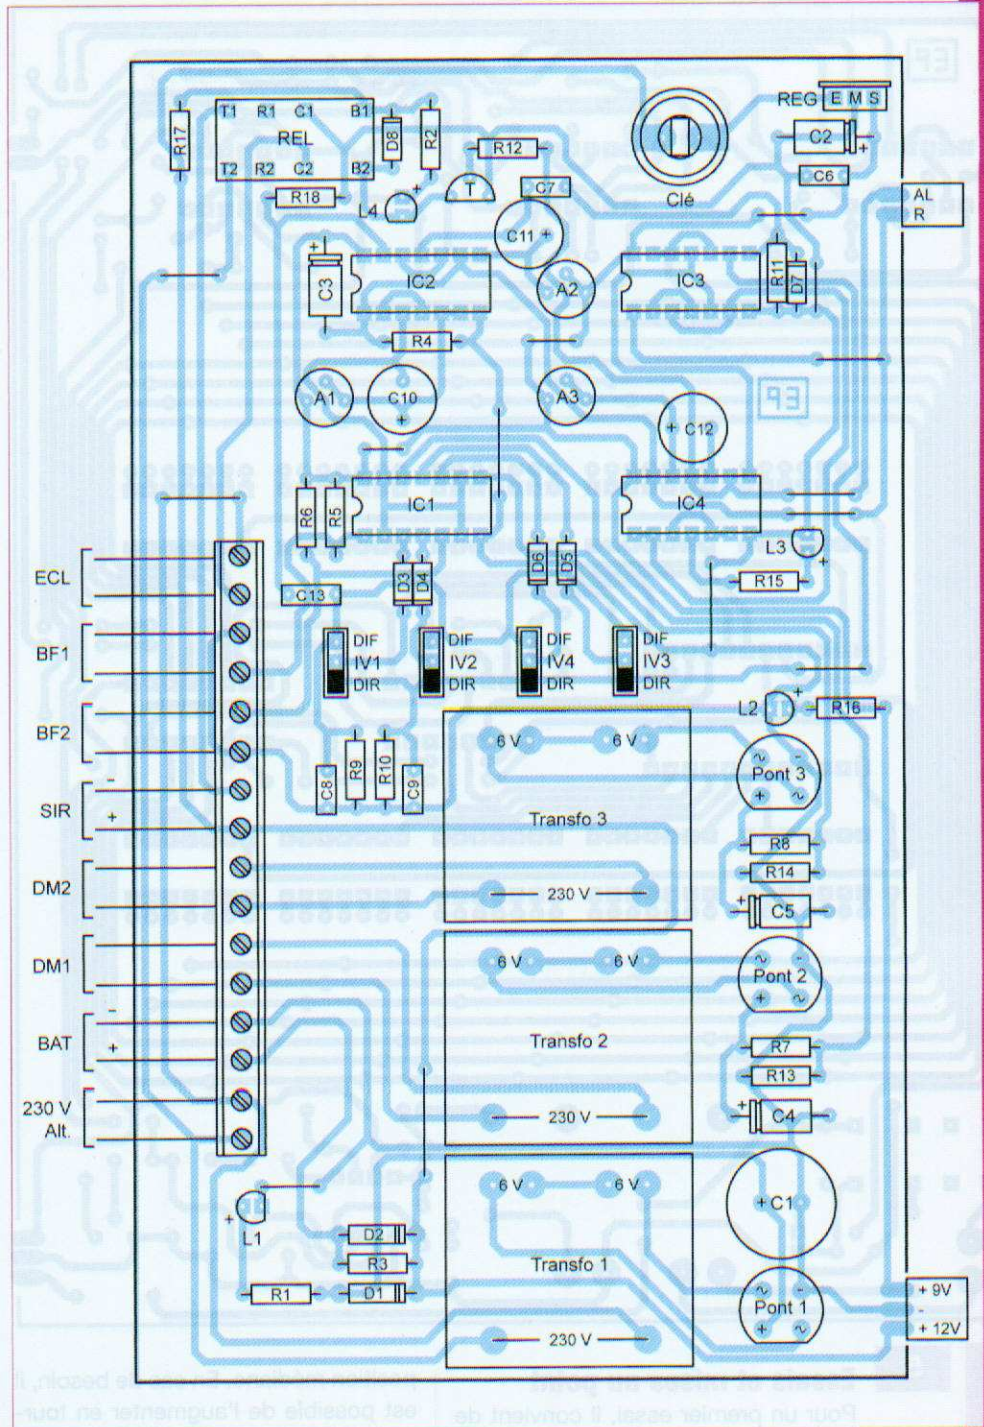 REG E M S
T1 R1 C1 B1
REL
T2 R2 C2 B2
R17
D8
R2
R12
C2
+
C6
AL
R
R18
L4
+
T
C7
Clé
C11 +
+
C3
IC2
A2
IC3
R11
D7
R4
A1
C10
+
A3
+ C12
R6
R5
IC1
IC4
L3
+
D3
D4
D6
D5
R15
C13
ECL
BF1
BF2
- SIR +
DM2
DM1
- BAT +
230 V
Alt.
DIF
IV1
DIR
DIF
IV2
DIR
DIF
IV4
DIR
DIF
IV3
DIR
L2
+
R16
C8
R9
R10
C9
6 V 6 V
Transfo 3
230 V
~ -
Pont 3
+ ~
R8
R14
+
C5
6 V 6 V
Transfo 2
230 V
~ -
Pont 2
+ ~
R7
R13
+
C4
+ C1
6 V 6 V
Transfo 1
230 V
~ -
Pont 1
+ ~
+
L1
D2
R3
R1
D1
+ 9V
-
+ 12V